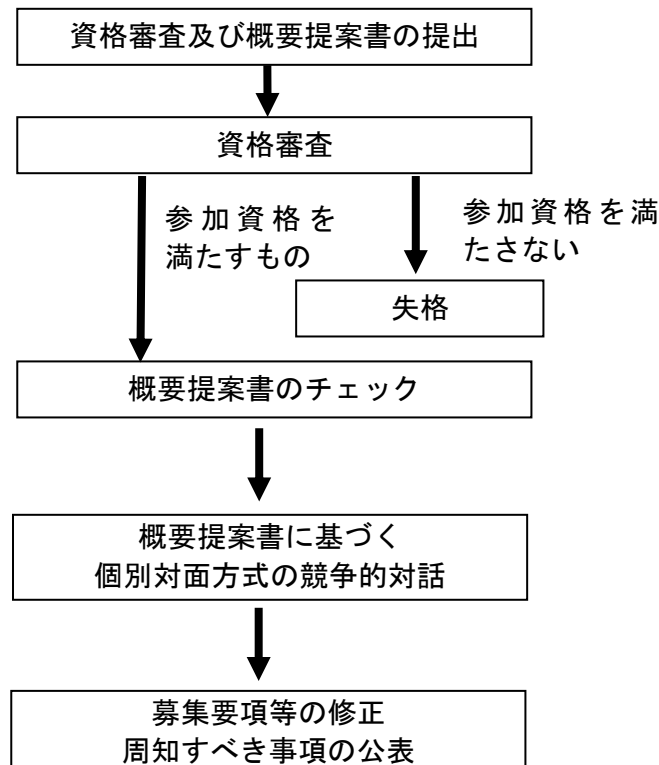 資格審査及び概要提案書の提出
資格審査
参加資格を
満たすもの
参加資格を満
たさない
失格
概要提案書のチェック
概要提案書に基づく
個別対面方式の競争的対話
募集要項等の修正
周知すべき事項の公表